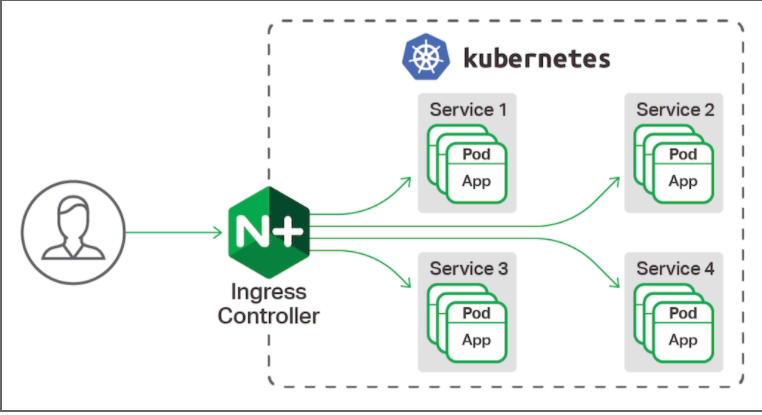 kubernetes
Service 1
Pod
App
Service 2
Pod
App
N+
Ingress
Controller
Service 3
Pod
App
Service 4
Pod
App